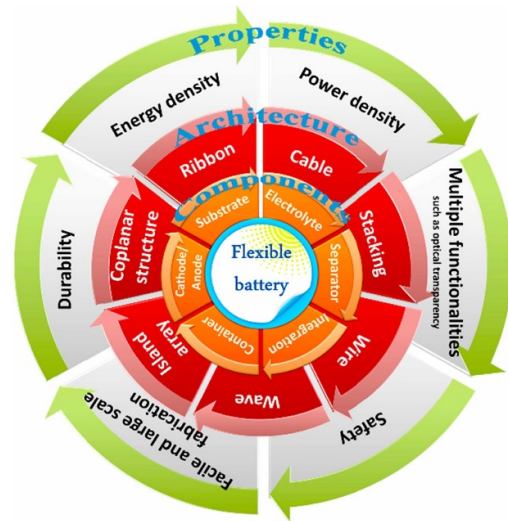 Properties
Energy density
Power density
Multiple functionalities
such as optical transparency
Safety
Facile and large scale
fabrication
Durability
Architecture
Ribbon
Cable
Stacking
Wire
Wave
Island
array
Coplanar
structure
Components
Substrate
Electrolyte
Separator
Integration
Container
Cathode/
Anode
Flexible
battery